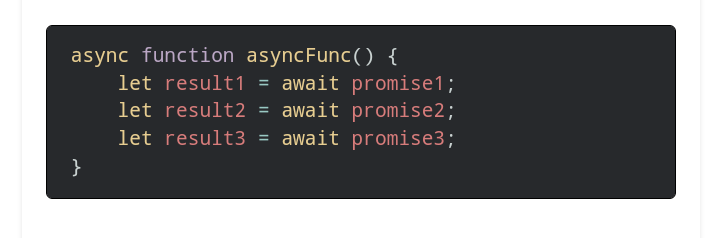 async function asyncFunc() {
    let result1 = await promise1;
    let result2 = await promise2;
    let result3 = await promise3;
}